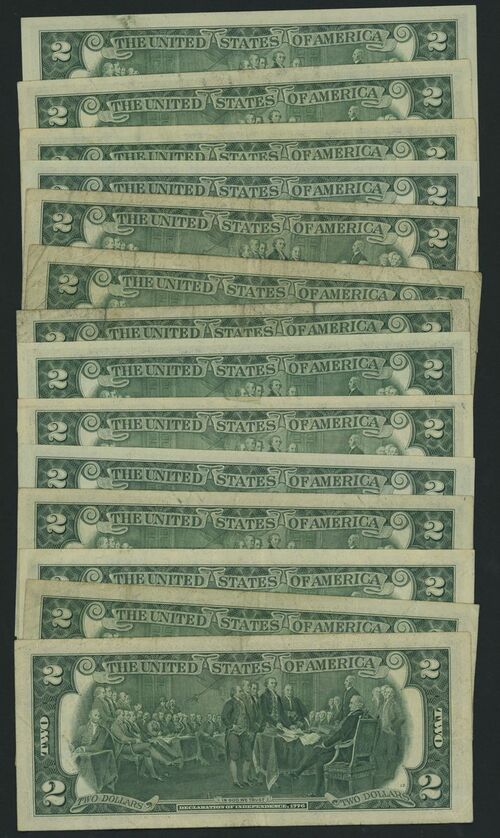 2 THE UNITED STATES OF AMERICA 2
2 THE UNITED STATES OF AMERICA 2
2 THE UNITED STATES OF AMERICA 2
2 THE UNITED STATES OF AMERICA 2
2 THE UNITED STATES OF AMERICA 2
2 THE UNITED STATES OF AMERICA 2
2 THE UNITED STATES OF AMERICA 2
2 THE UNITED STATES OF AMERICA 2
2 THE UNITED STATES OF AMERICA 2
2 THE UNITED STATES OF AMERICA 2
2 THE UNITED STATES OF AMERICA 2
2 THE UNITED STATES OF AMERICA 2
2 THE UNITED STATES OF AMERICA 2
2 THE UNITED STATES OF AMERICA 2
TWO TWO
IN GOD WE TRUST
2 TWO DOLLARS TWO DOLLARS 2
DECLARATION OF INDEPENDENCE, 1776